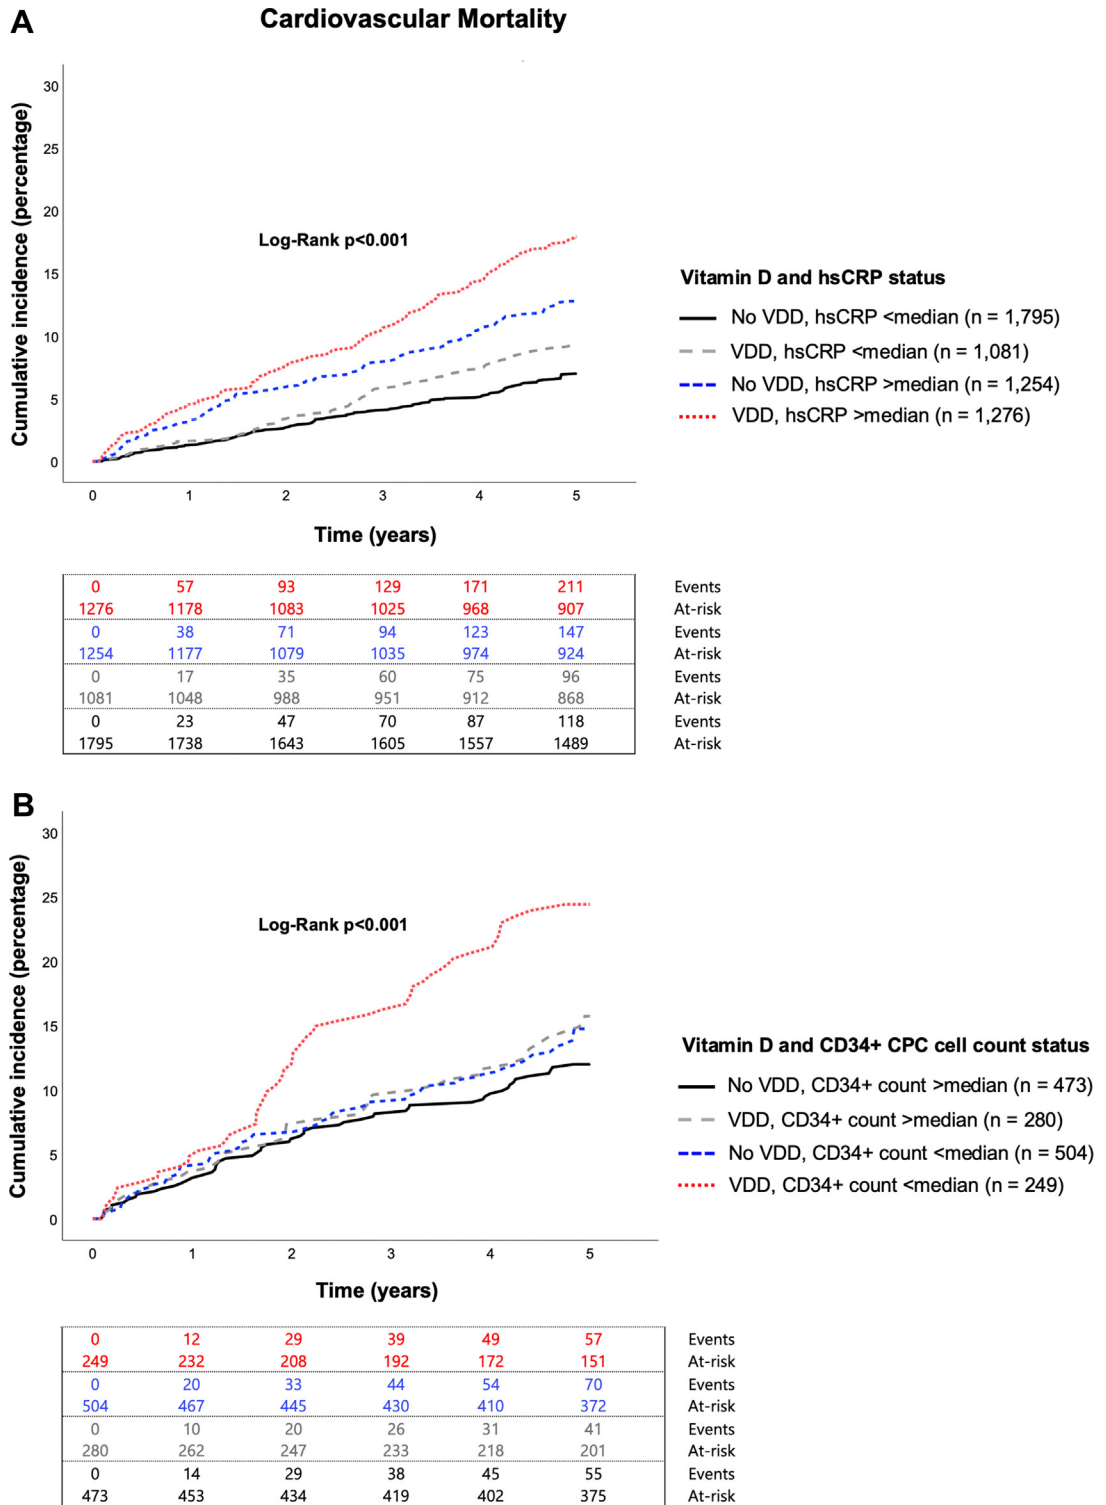 A
Cardiovascular Mortality
Cumulative incidence (percentage)
30
25
20
15
10
5
0
Log-Rank p<0.001
0 1 2 3 4 5
Time (years)
Vitamin D and hsCRP status
No VDD, hsCRP <median (n = 1,795)
VDD, hsCRP <median (n = 1,081)
No VDD, hsCRP >median (n = 1,254)
VDD, hsCRP >median (n = 1,276)
0 57 93 129 171 211 Events
1276 1178 1083 1025 968 907 At-risk
0 38 71 94 123 147 Events
1254 1177 1079 1035 974 924 At-risk
0 17 35 60 75 96 Events
1081 1048 988 951 912 868 At-risk
0 23 47 70 87 118 Events
1795 1738 1643 1605 1557 1489 At-risk
B
Cumulative incidence (percentage)
30
25
20
15
10
5
0
Log-Rank p<0.001
0 1 2 3 4 5
Time (years)
Vitamin D and CD34+ CPC cell count status
No VDD, CD34+ count >median (n = 473)
VDD, CD34+ count >median (n = 280)
No VDD, CD34+ count <median (n = 504)
VDD, CD34+ count <median (n = 249)
0 12 29 39 49 57 Events
249 232 208 192 172 151 At-risk
0 20 33 44 54 70 Events
504 467 445 430 410 372 At-risk
0 10 20 26 31 41 Events
280 262 247 233 218 201 At-risk
0 14 29 38 45 55 Events
473 453 434 419 402 375 At-risk